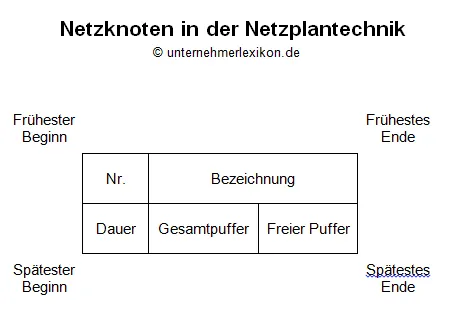 Netzknoten in der Netzplantechnik
© unternehmerlexikon.de
Frühester
Beginn
Frühestes
Ende
Nr.
Bezeichnung
Dauer
Gesamtpuffer
Freier Puffer
Spätester
Beginn
Spätestes
Ende